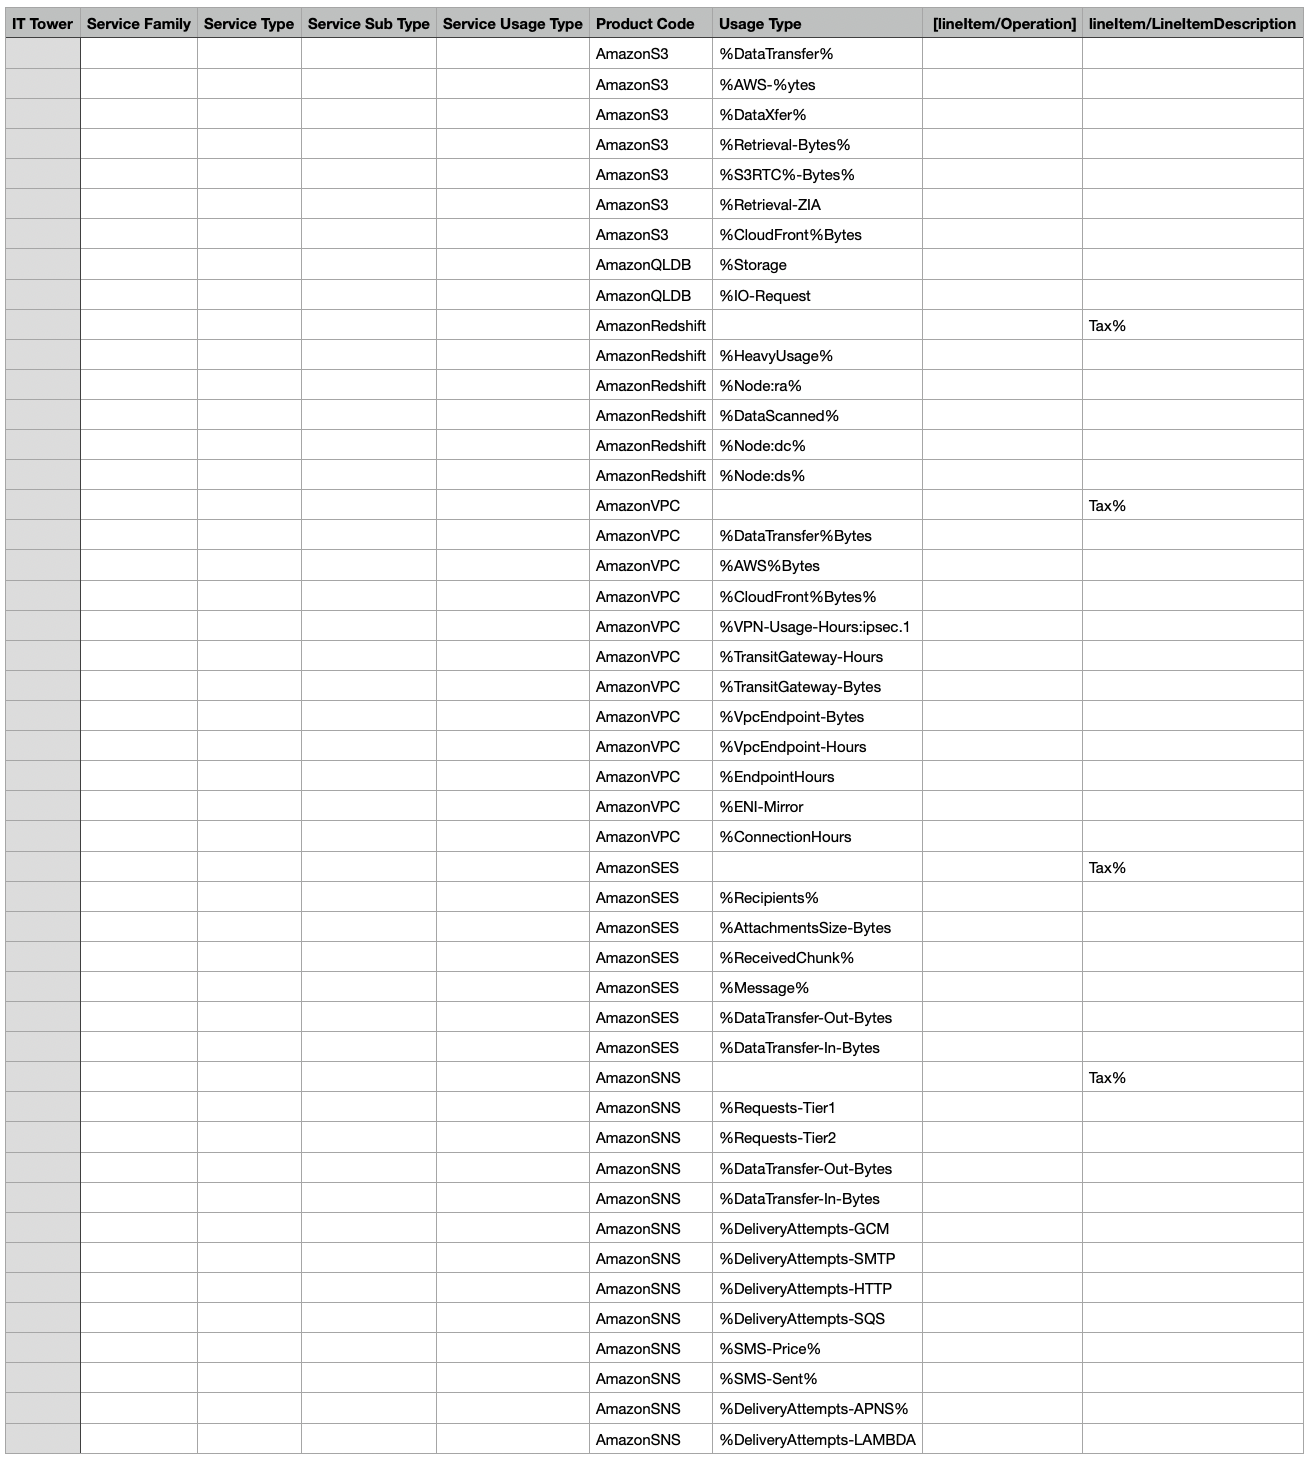 IT Tower Service Family Service Type Service Sub Type Service Usage Type Product Code Usage Type [lineItem/Operation] lineItem/LineItemDescription
AmazonS3 %DataTransfer%
AmazonS3 %AWS-%ytes
AmazonS3 %DataXfer%
AmazonS3 %Retrieval-Bytes%
AmazonS3 %S3RTC%-Bytes%
AmazonS3 %Retrieval-ZIA
AmazonS3 %CloudFront%Bytes
AmazonQLDB %Storage
AmazonQLDB %IO-Request
AmazonRedshift Tax%
AmazonRedshift %HeavyUsage%
AmazonRedshift %Node:ra%
AmazonRedshift %DataScanned%
AmazonRedshift %Node:dc%
AmazonRedshift %Node:ds%
AmazonVPC Tax%
AmazonVPC %DataTransfer%Bytes
AmazonVPC %AWS%Bytes
AmazonVPC %CloudFront%Bytes%
AmazonVPC %VPN-Usage-Hours:ipsec.1
AmazonVPC %TransitGateway-Hours
AmazonVPC %TransitGateway-Bytes
AmazonVPC %VpcEndpoint-Bytes
AmazonVPC %VpcEndpoint-Hours
AmazonVPC %EndpointHours
AmazonVPC %ENI-Mirror
AmazonVPC %ConnectionHours
AmazonSES Tax%
AmazonSES %Recipients%
AmazonSES %AttachmentsSize-Bytes
AmazonSES %ReceivedChunk%
AmazonSES %Message%
AmazonSES %DataTransfer-Out-Bytes
AmazonSES %DataTransfer-In-Bytes
AmazonSNS Tax%
AmazonSNS %Requests-Tier1
AmazonSNS %Requests-Tier2
AmazonSNS %DataTransfer-Out-Bytes
AmazonSNS %DataTransfer-In-Bytes
AmazonSNS %DeliveryAttempts-GCM
AmazonSNS %DeliveryAttempts-SMTP
AmazonSNS %DeliveryAttempts-HTTP
AmazonSNS %DeliveryAttempts-SQS
AmazonSNS %SMS-Price%
AmazonSNS %SMS-Sent%
AmazonSNS %DeliveryAttempts-APNS%
AmazonSNS %DeliveryAttempts-LAMBDA